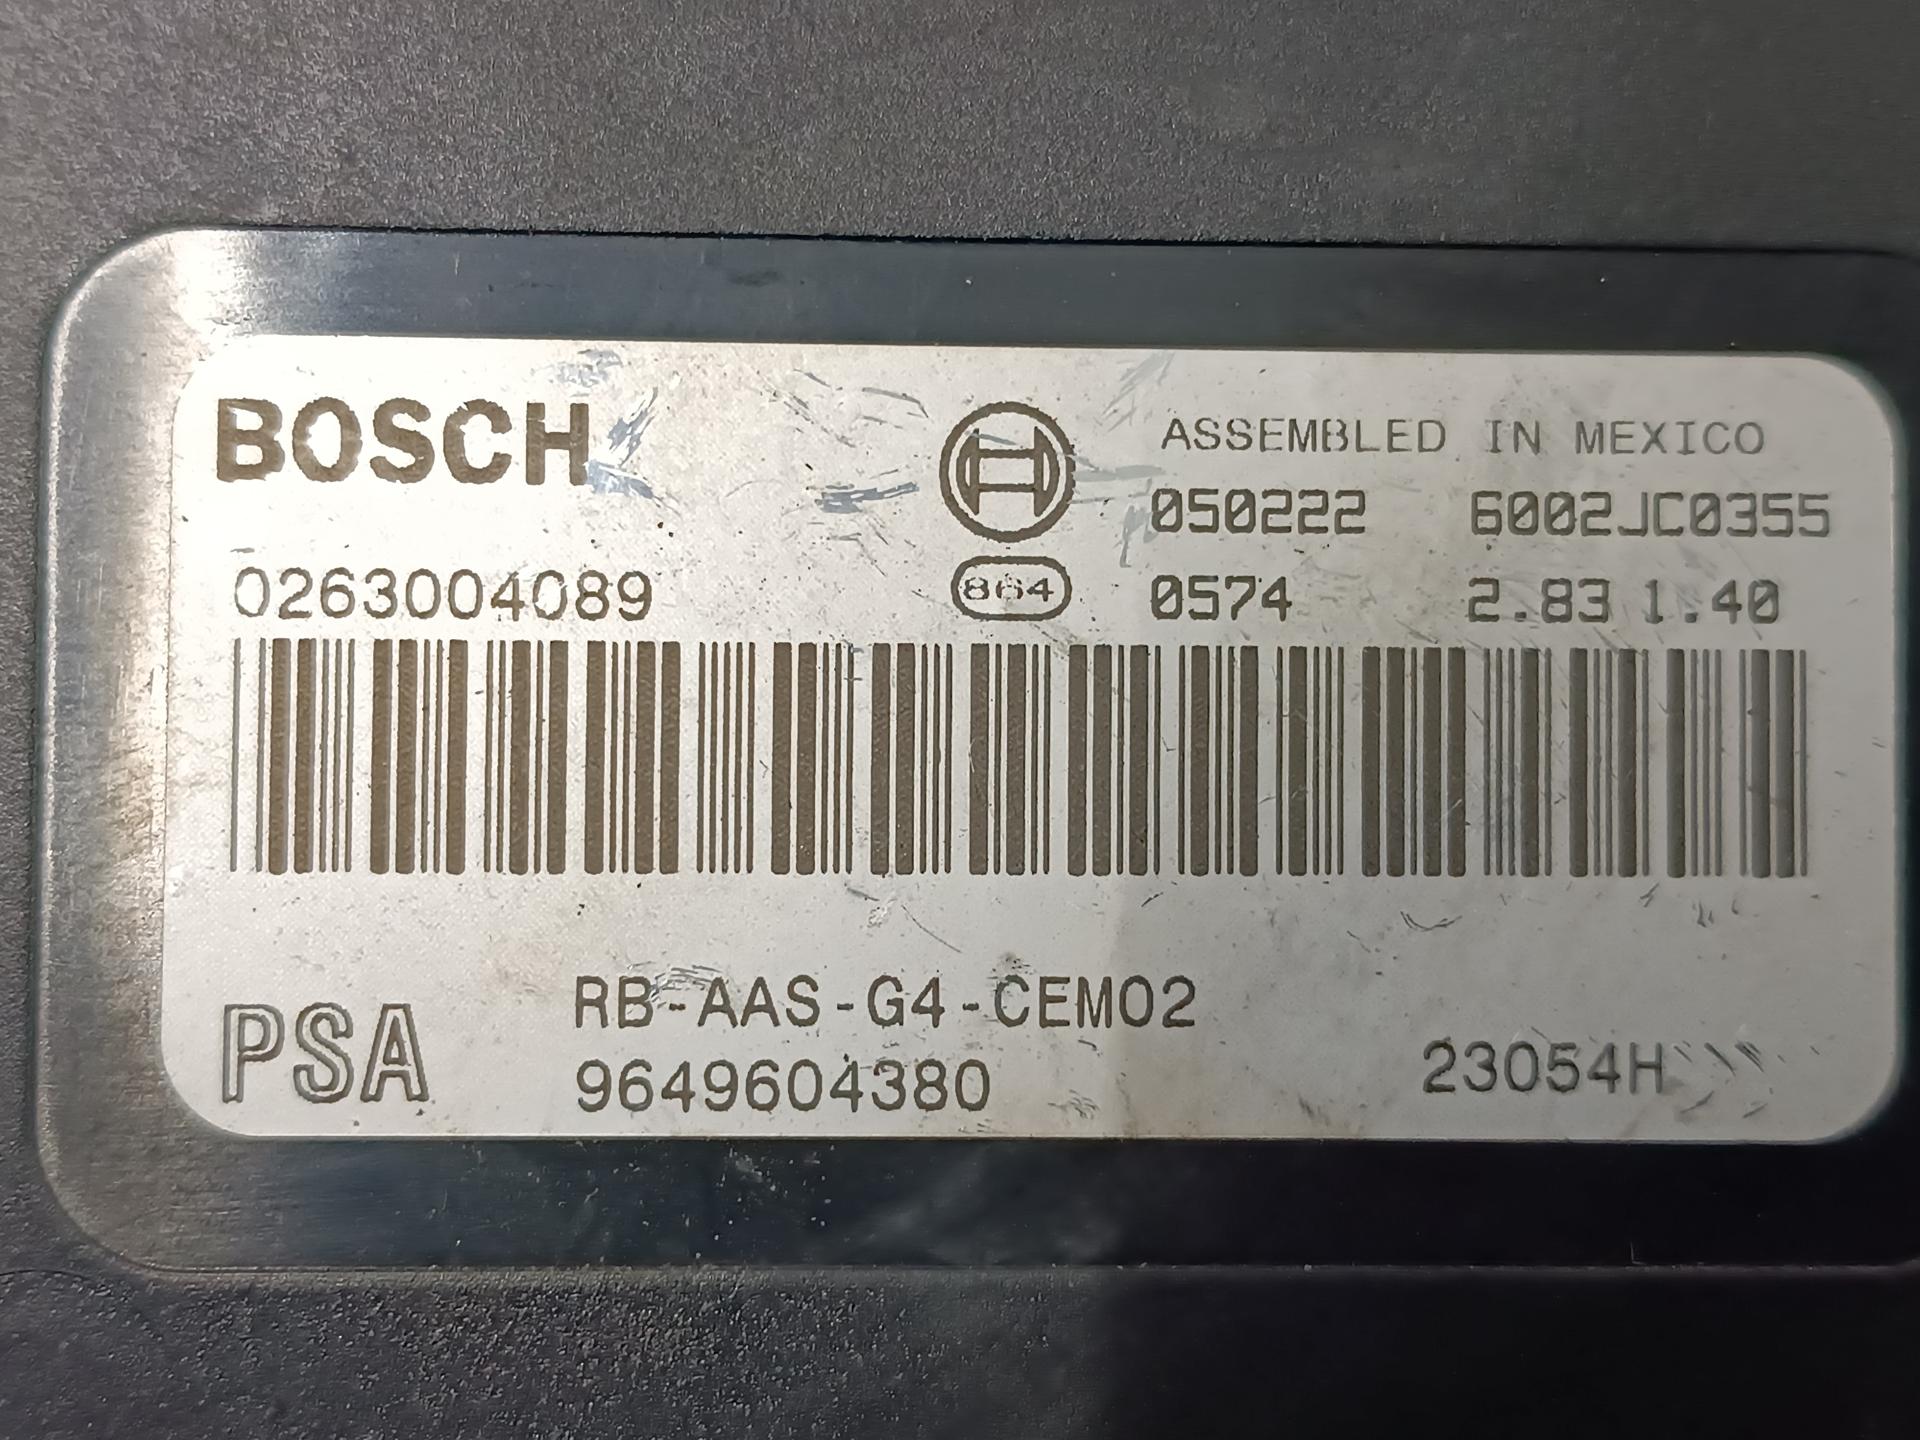 BOSCH
ASSEMBLED IN MEXICO
050222 6002JC0355
0263004089
864
0574 2.83 1.40
PSA
RB-AAS-G4-CEM02
9649604380
23054H